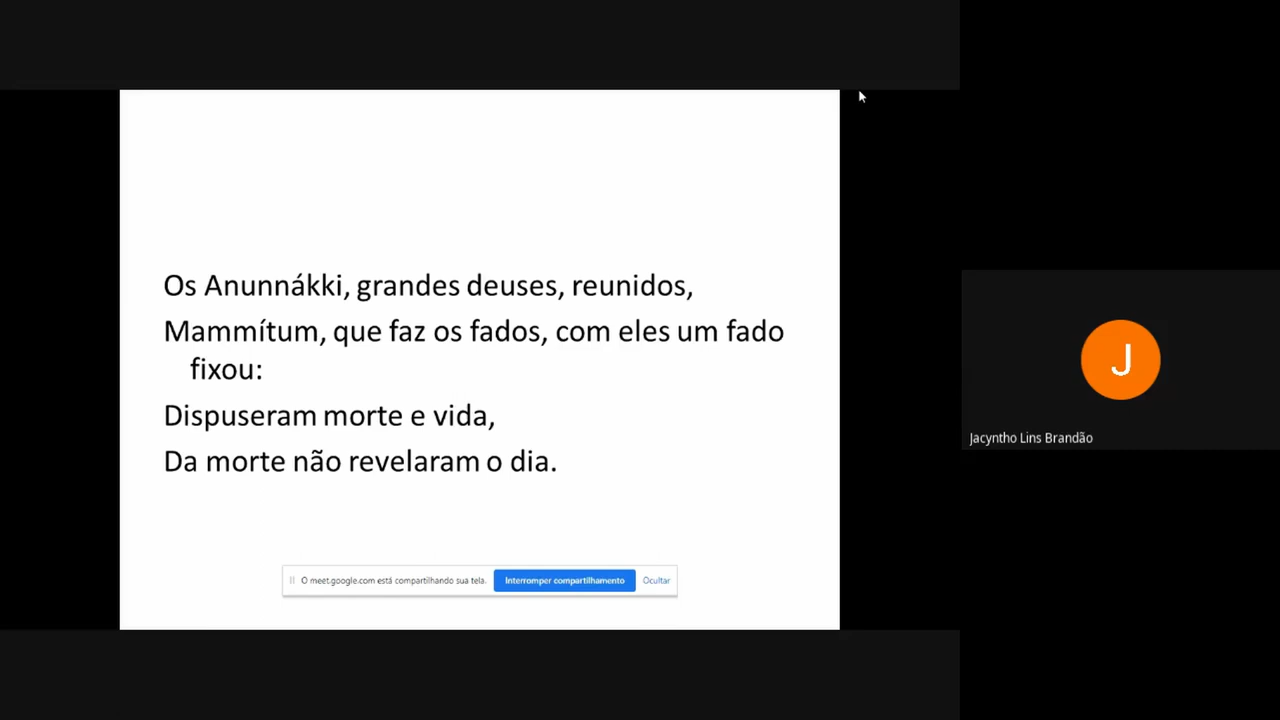 Os Anunnákki, grandes deuses, reunidos,
Mammítum, que faz os fados, com eles um fado
fixou:
Dispuseram morte e vida,
Da morte não revelaram o dia.
O meet.google.com está compartilhando sua tela. Interromper compartilhamento Ocultar
J
Jacyntho Lins Brandão